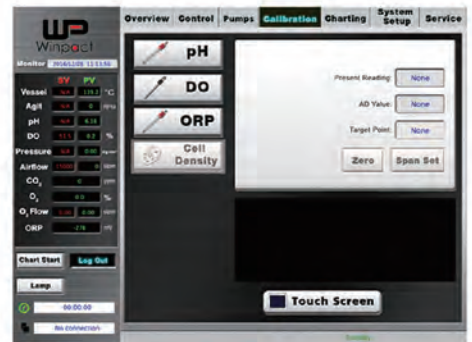 Overview Control Pumps Calibration Charting System Setup Service
WP
Winpact
Monitor
SV PV
Vessel °C
Agit
pH
DO %
Pressure
Airflow
CO₂
O₂ %
O₂ Flow
ORP
Chart Start Log Out
Lamp
00:00:00
No connection
pH
DO
ORP
Cell Density
Present Reading: None
AD Value: None
Target Point: None
Zero Span Set
Touch Screen